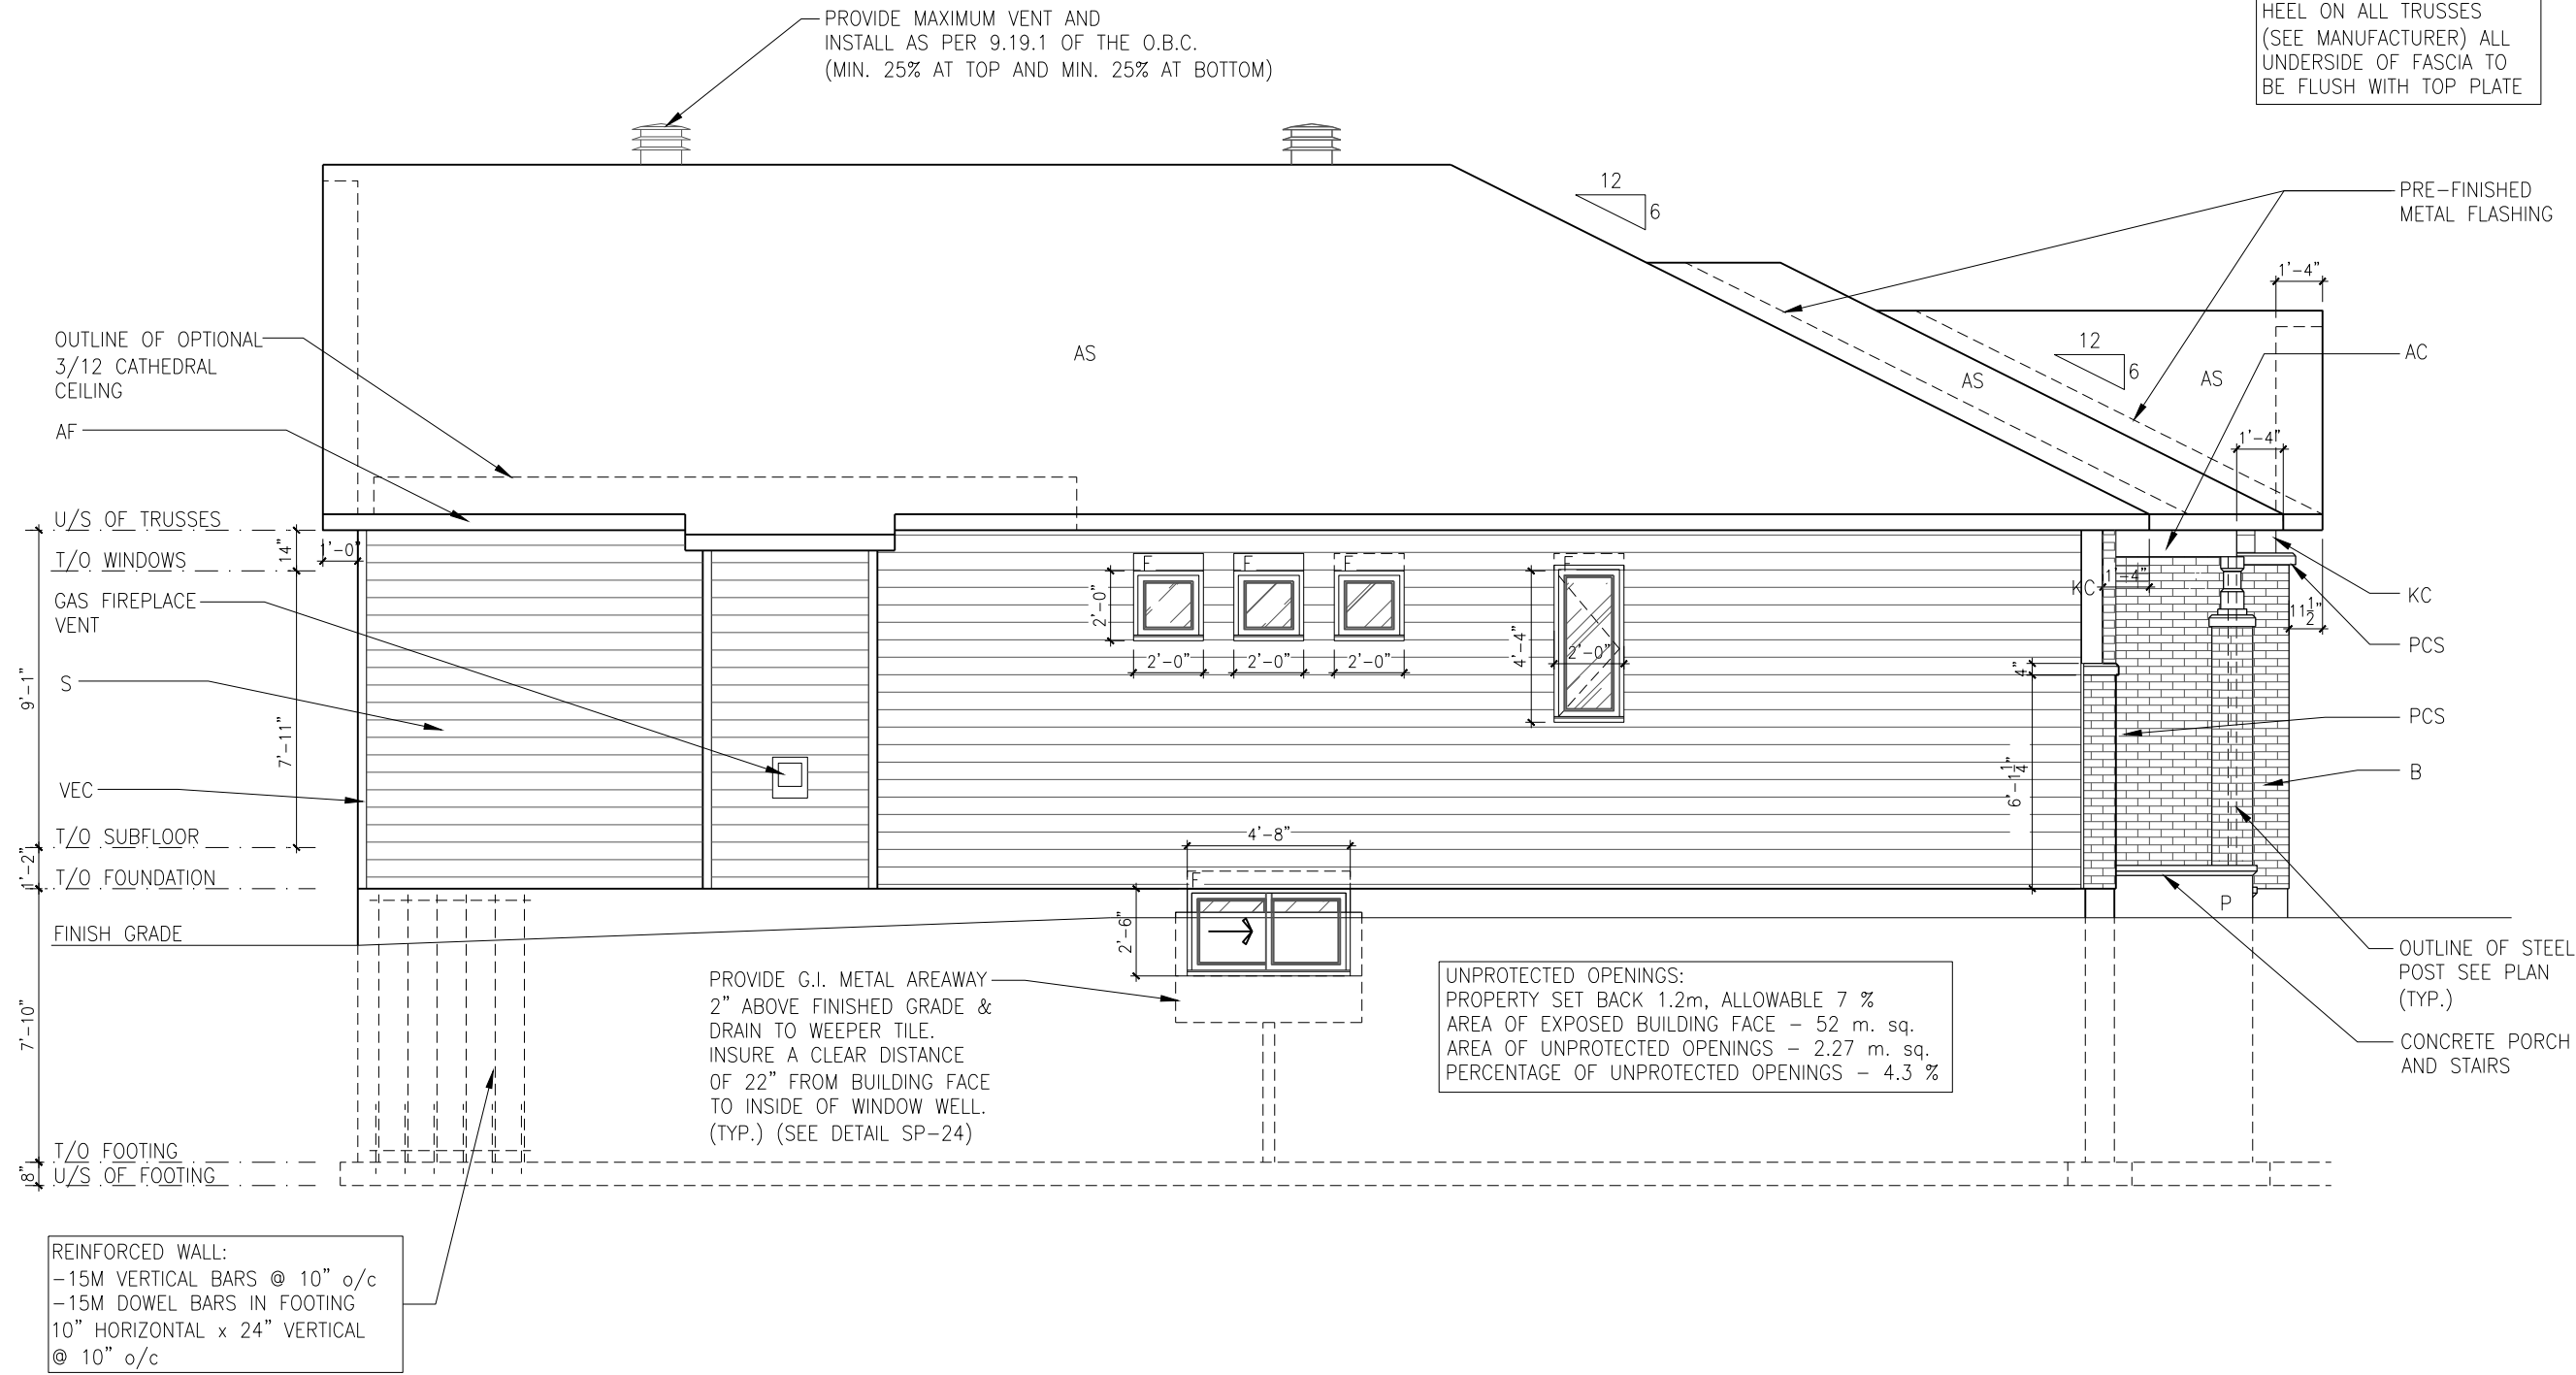 PROVIDE MAXIMUM VENT AND
INSTALL AS PER 9.19.1 OF THE O.B.C.
(MIN. 25% AT TOP AND MIN. 25% AT BOTTOM)
HEEL ON ALL TRUSSES
(SEE MANUFACTURER) ALL
UNDERSIDE OF FASCIA TO
BE FLUSH WITH TOP PLATE
12
6
PRE-FINISHED
METAL FLASHING
1'-4"
OUTLINE OF OPTIONAL
3/12 CATHEDRAL
CEILING
AS
12
6
AS
AS
AC
AF
1'-4"
U/S OF TRUSSES
14"
1'-0
T/O WINDOWS
F
F
F
F
GAS FIREPLACE
VENT
2'-0"
KC
1'-4"
KC
11 1/2"
2'-0"
2'-0"
2'-0"
4'-4"
2'-0"
4"
PCS
S
9'-1"
7'-11"
PCS
6'-1 1/4"
B
VEC
T/O SUBFLOOR
4'-8"
1'-2"
T/O FOUNDATION
F
P
FINISH GRADE
2'-6"
OUTLINE OF STEEL
POST SEE PLAN
(TYP.)
PROVIDE G.I. METAL AREAWAY
2" ABOVE FINISHED GRADE &
DRAIN TO WEEPER TILE.
INSURE A CLEAR DISTANCE
OF 22" FROM BUILDING FACE
TO INSIDE OF WINDOW WELL.
(TYP.) (SEE DETAIL SP-24)
UNPROTECTED OPENINGS:
PROPERTY SET BACK 1.2m, ALLOWABLE 7 %
AREA OF EXPOSED BUILDING FACE - 52 m. sq.
AREA OF UNPROTECTED OPENINGS - 2.27 m. sq.
PERCENTAGE OF UNPROTECTED OPENINGS - 4.3 %
CONCRETE PORCH
AND STAIRS
7'-10"
T/O FOOTING
8"
U/S OF FOOTING
REINFORCED WALL:
-15M VERTICAL BARS @ 10" o/c
-15M DOWEL BARS IN FOOTING
10" HORIZONTAL x 24" VERTICAL
@ 10" o/c